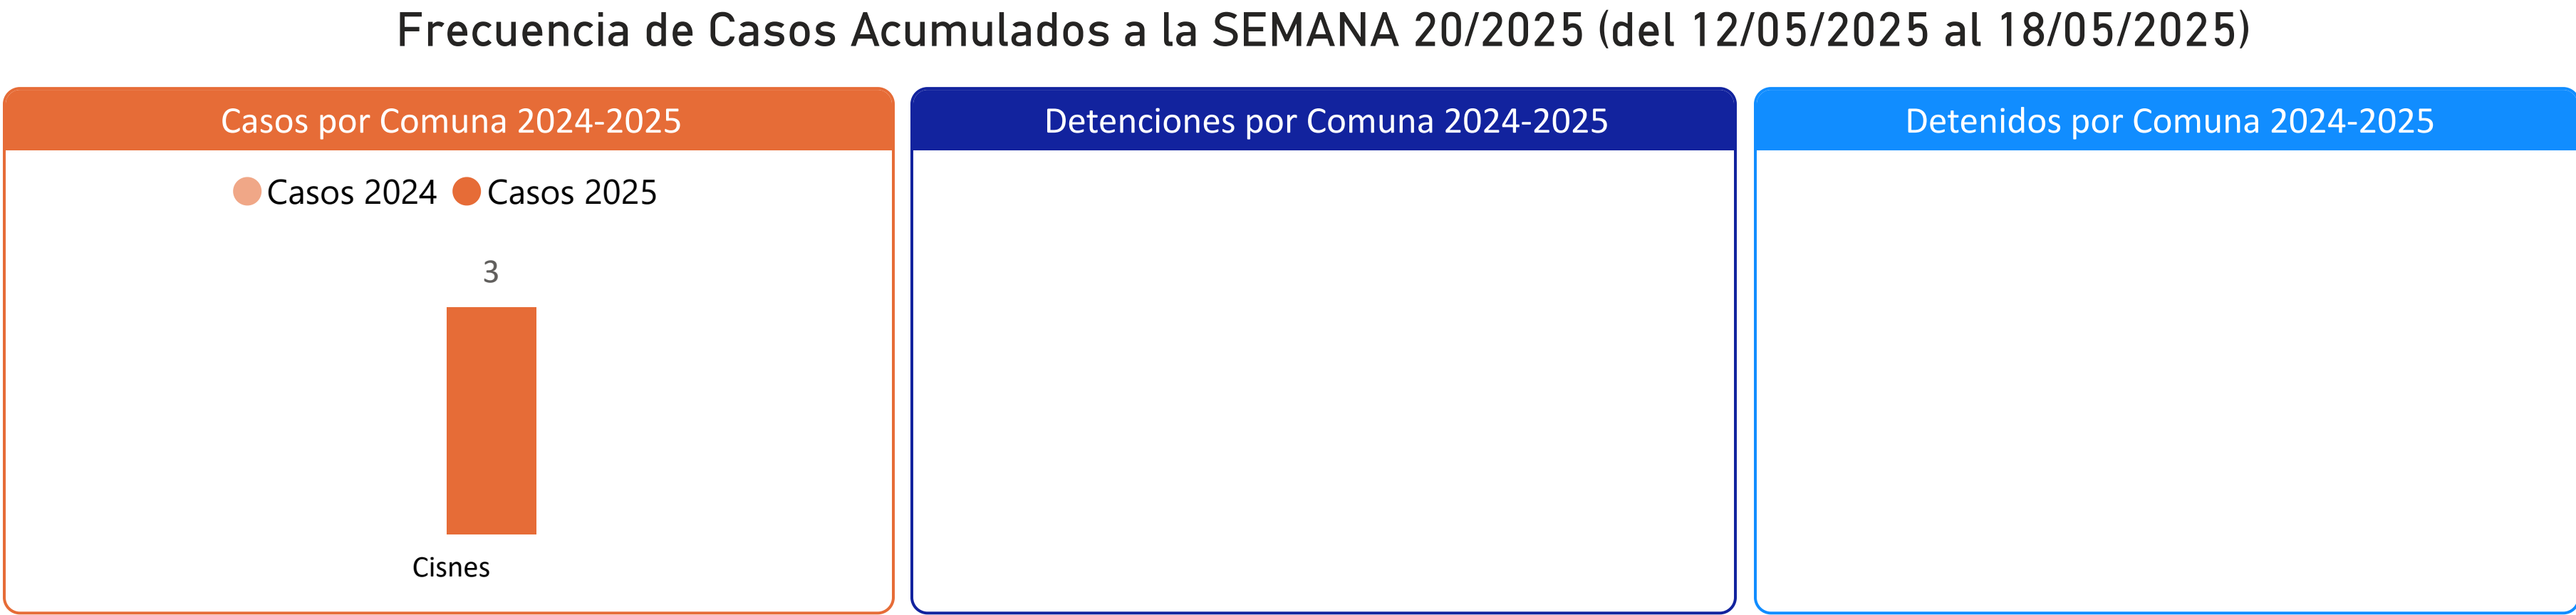 Frecuencia de Casos Acumulados a la SEMANA 20/2025 (del 12/05/2025 al 18/05/2025)
Casos por Comuna 2024-2025
Casos 2024 Casos 2025
3
Cisnes
Detenciones por Comuna 2024-2025
Detenidos por Comuna 2024-2025